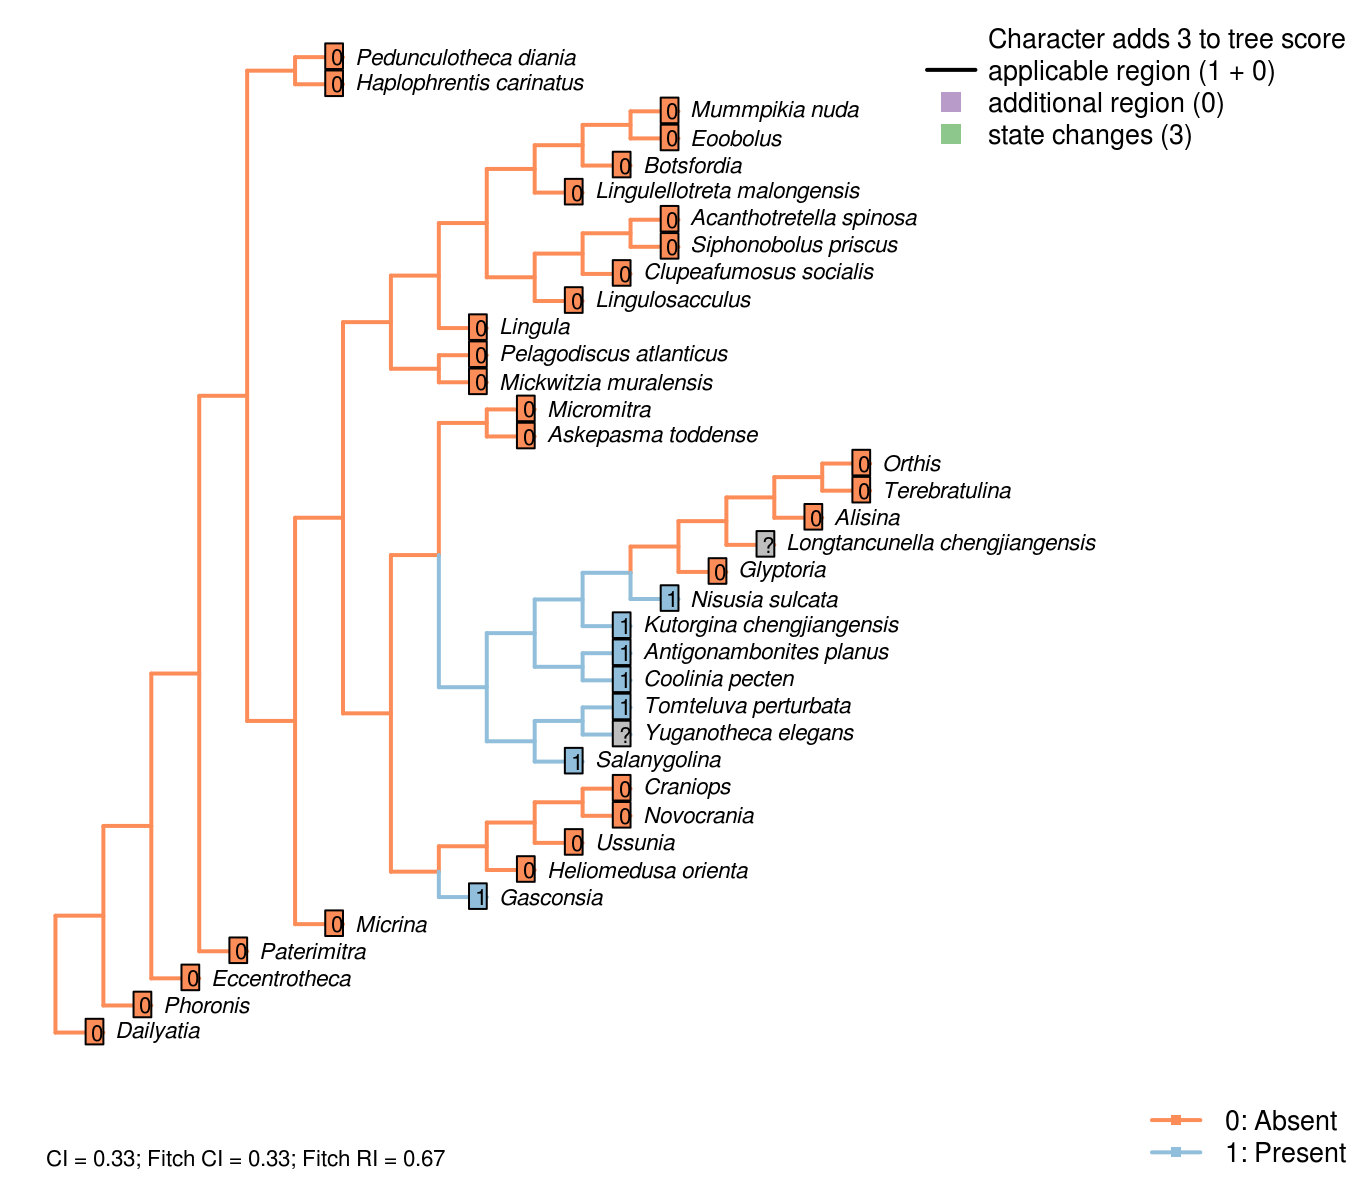 Character adds 3 to tree score
applicable region (1 + 0)
additional region (0)
state changes (3)
0 Pedunculotheca diania
0 Haplophrentis carinatus
0 Mummpikia nuda
0 Eoobolus
0 Botsfordia
0 Lingulellotreta malongensis
0 Acanthotretella spinosa
0 Siphonobolus priscus
0 Clupeafumosus socialis
0 Lingulosacculus
0 Lingula
0 Pelagodiscus atlanticus
0 Mickwitzia muralensis
0 Micromitra
0 Askepasma toddense
0 Orthis
0 Terebratulina
0 Alisina
? Longtancunella chengjiangensis
0 Glyptoria
1 Nisusia sulcata
1 Kutorgina chengjiangensis
1 Antigonambonites planus
1 Coolinia pecten
1 Tomteluva perturbata
? Yuganotheca elegans
1 Salanygolina
0 Craniops
0 Novocrania
0 Ussunia
0 Heliomedusa orienta
1 Gasconsia
0 Micrina
0 Paterimitra
0 Eccentrotheca
0 Phoronis
0 Dailyatia
0: Absent
1: Present
CI = 0.33; Fitch CI = 0.33; Fitch RI = 0.67